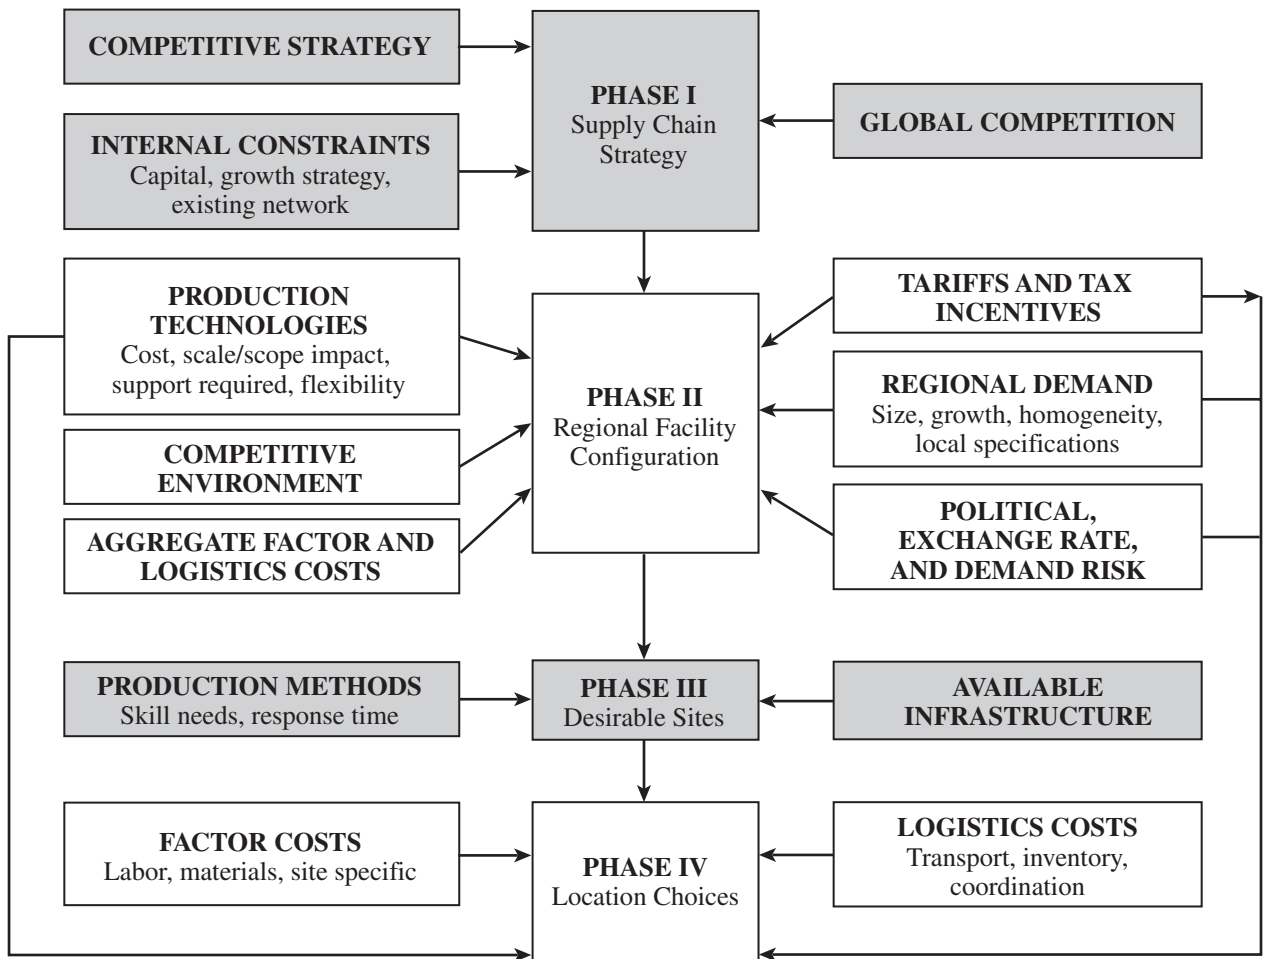 COMPETITIVE STRATEGY
PHASE I
Supply Chain
Strategy
GLOBAL COMPETITION
INTERNAL CONSTRAINTS
Capital, growth strategy,
existing network
PRODUCTION
TECHNOLOGIES
Cost, scale/scope impact,
support required, flexibility
COMPETITIVE
ENVIRONMENT
AGGREGATE FACTOR AND
LOGISTICS COSTS
PHASE II
Regional Facility
Configuration
TARIFFS AND TAX
INCENTIVES
REGIONAL DEMAND
Size, growth, homogeneity,
local specifications
POLITICAL,
EXCHANGE RATE,
AND DEMAND RISK
PRODUCTION METHODS
Skill needs, response time
PHASE III
Desirable Sites
AVAILABLE
INFRASTRUCTURE
FACTOR COSTS
Labor, materials, site specific
PHASE IV
Location Choices
LOGISTICS COSTS
Transport, inventory,
coordination